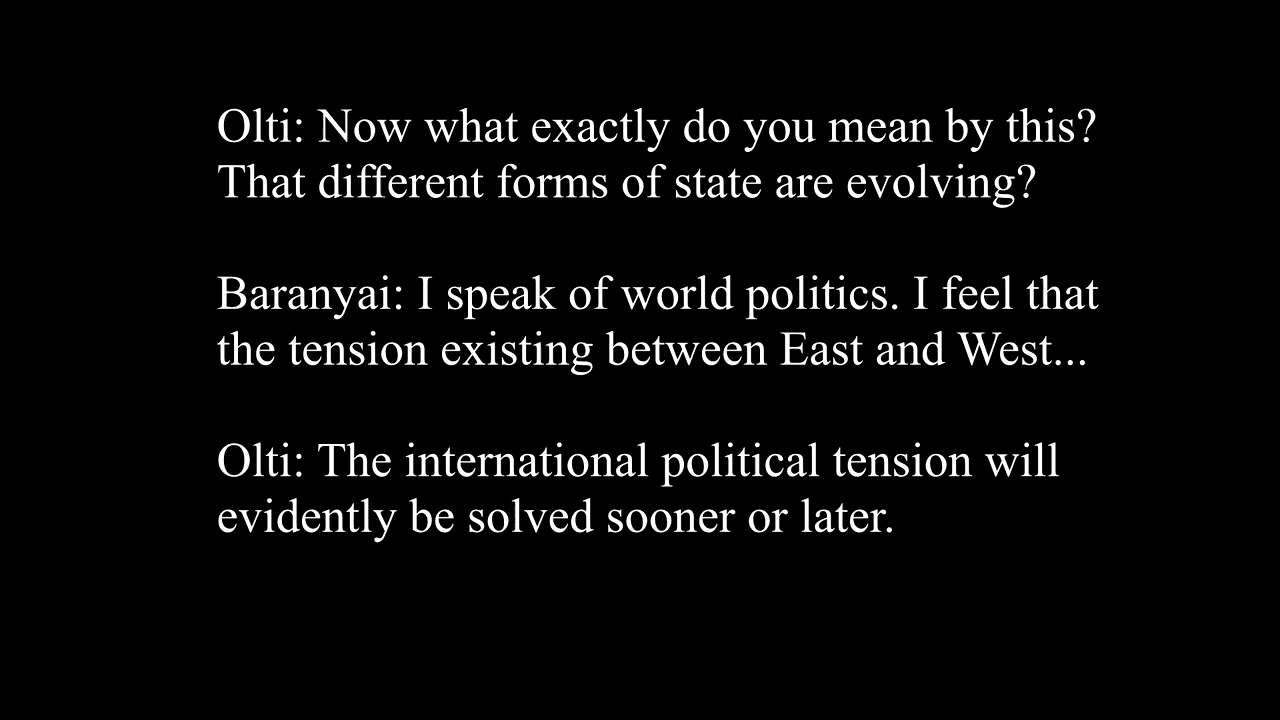 Olti: Now what exactly do you mean by this?
That different forms of state are evolving?
Baranyai: I speak of world politics. I feel that
the tension existing between East and West...
Olti: The international political tension will
evidently be solved sooner or later.